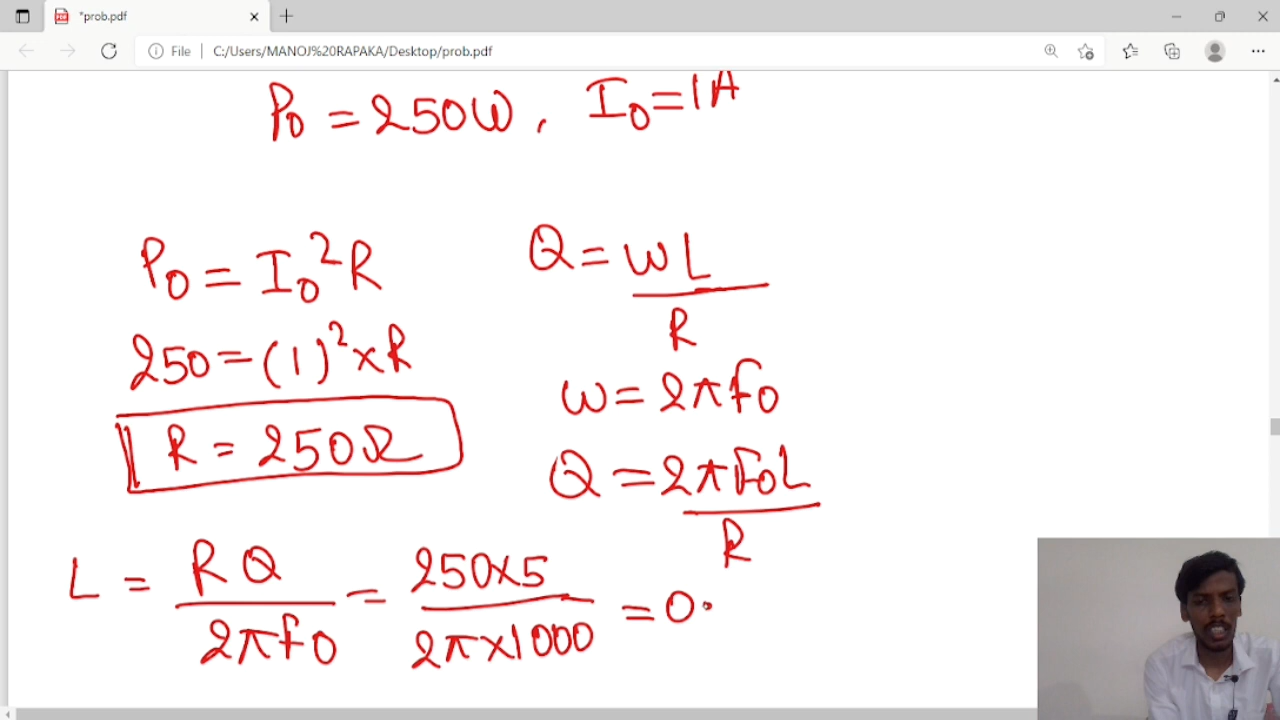 *prob.pdf
File C:/Users/MANOJ%20RAPAKA/Desktop/prob.pdf
P0 = 250W, I0 = 1A
P0 = I0²R
250 = (1)² × R
R = 250Ω
Q = ωL / R
ω = 2πf0
Q = 2πF0L / R
L = RQ / 2πf0 = 250×5 / 2π×1000 = 0.